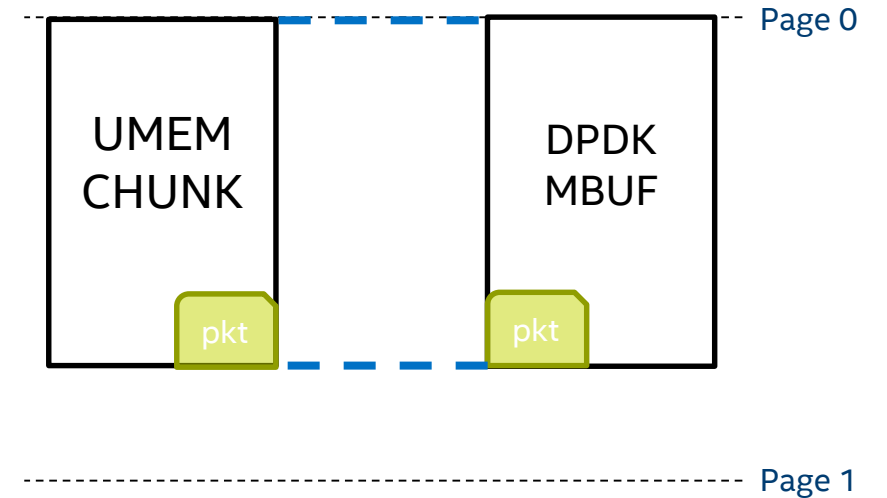 Page 0
UMEM
CHUNK
DPDK
MBUF
pkt
pkt
Page 1